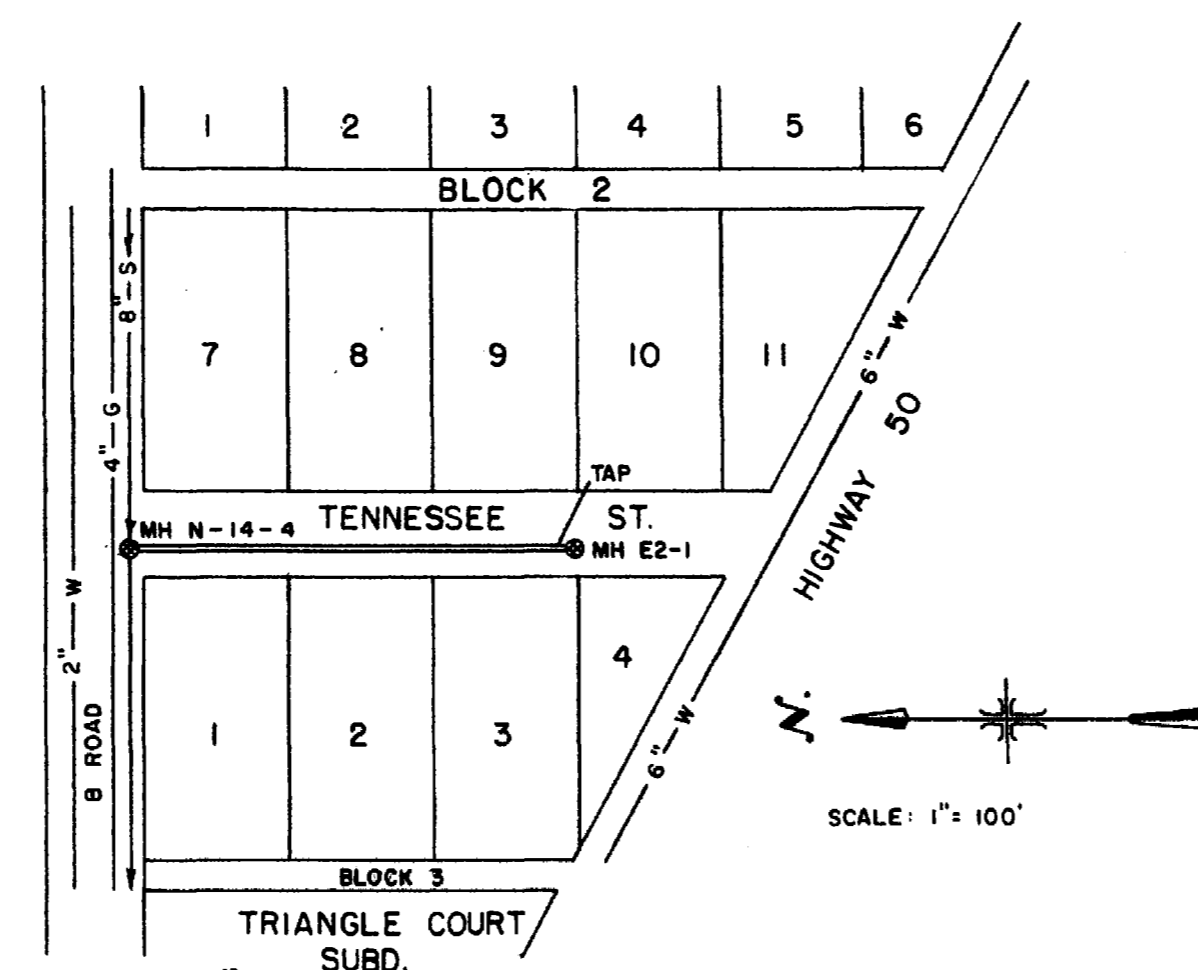 1 2 3 4 5 6
BLOCK 2
8"—S
7 8 9 10 11
6"—W
4"—G
HIGHWAY 50
TAP
TENNESSEE ST.
MH N-14-4
MH E2-1
2"—W
B ROAD
1 2 3 4
6"—W
N.
SCALE: 1"= 100'
BLOCK 3
TRIANGLE COURT
SUBD.